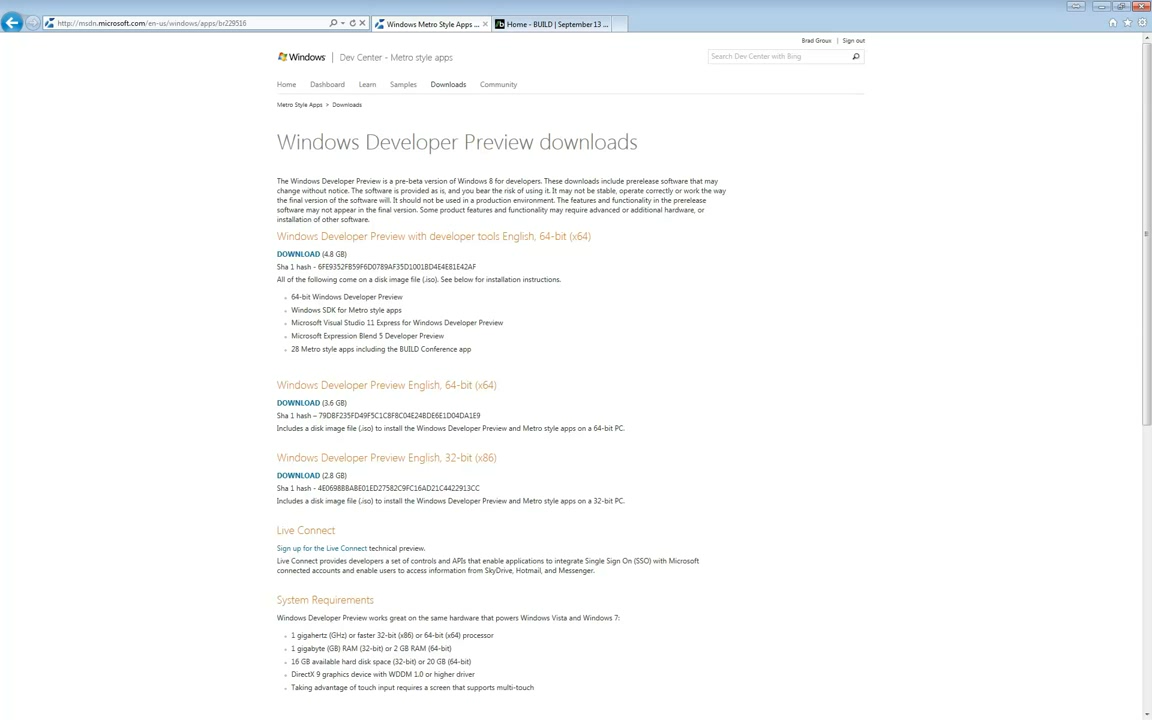 http://msdn.microsoft.com/en-us/windows/apps/br229516
Windows Metro Style Apps ...
Home - BUILD | September 13 ...
Brad Groux | Sign out
Windows | Dev Center - Metro style apps
Search Dev Center with Bing
Home Dashboard Learn Samples Downloads Community
Metro Style Apps > Downloads
Windows Developer Preview downloads
The Windows Developer Preview is a pre-beta version of Windows 8 for developers. These downloads include prerelease software that may
change without notice. The software is provided as is, and you bear the risk of using it. It may not be stable, operate correctly or work the way
the final version of the software will. It should not be used in a production environment. The features and functionality in the prerelease
software may not appear in the final version. Some product features and functionality may require advanced or additional hardware, or
installation of other software.
Windows Developer Preview with developer tools English, 64-bit (x64)
DOWNLOAD (4.8 GB)
Sha 1 hash - 6FE9352FB59F6D0789AF35D1001BD4E4E81E42AF
All of the following come on a disk image file (.iso). See below for installation instructions.
64-bit Windows Developer Preview
Windows SDK for Metro style apps
Microsoft Visual Studio 11 Express for Windows Developer Preview
Microsoft Expression Blend 5 Developer Preview
28 Metro style apps including the BUILD Conference app
Windows Developer Preview English, 64-bit (x64)
DOWNLOAD (3.6 GB)
Sha 1 hash – 79DBF235FD49F5C1C8F8C04E24BDE6E1D04DA1E9
Includes a disk image file (.iso) to install the Windows Developer Preview and Metro style apps on a 64-bit PC.
Windows Developer Preview English, 32-bit (x86)
DOWNLOAD (2.8 GB)
Sha 1 hash - 4E0698BBABE01ED27582C9FC16AD21C4422913CC
Includes a disk image file (.iso) to install the Windows Developer Preview and Metro style apps on a 32-bit PC.
Live Connect
Sign up for the Live Connect technical preview.
Live Connect provides developers a set of controls and APIs that enable applications to integrate Single Sign On (SSO) with Microsoft
connected accounts and enable users to access information from SkyDrive, Hotmail, and Messenger.
System Requirements
Windows Developer Preview works great on the same hardware that powers Windows Vista and Windows 7:
1 gigahertz (GHz) or faster 32-bit (x86) or 64-bit (x64) processor
1 gigabyte (GB) RAM (32-bit) or 2 GB RAM (64-bit)
16 GB available hard disk space (32-bit) or 20 GB (64-bit)
DirectX 9 graphics device with WDDM 1.0 or higher driver
Taking advantage of touch input requires a screen that supports multi-touch